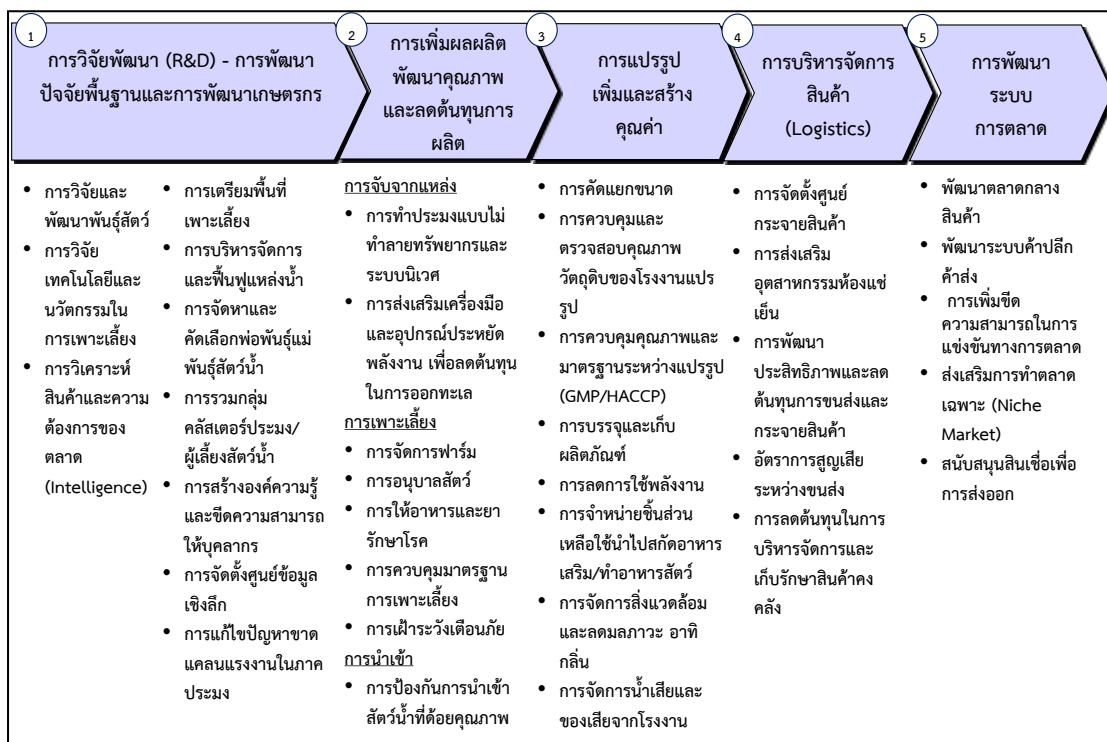 1
การวิจัยพัฒนา (R&D) - การพัฒนา
ปัจจัยพื้นฐานและการพัฒนาเกษตรกร
2
การเพิ่มผลผลิต
พัฒนาคุณภาพ
และลดต้นทุนการ
ผลิต
3
การแปรรูป
เพิ่มและสร้าง
คุณค่า
4
การบริหารจัดการ
สินค้า
(Logistics)
5
การพัฒนา
ระบบ
การตลาด
• การวิจัยและ
พัฒนาพันธุ์สัตว์
• การวิจัย
เทคโนโลยีและ
นวัตกรรมใน
การเพาะเลี้ยง
• การวิเคราะห์
สินค้าและความ
ต้องการของ
ตลาด
(Intelligence)
• การเตรียมพื้นที่
เพาะเลี้ยง
• การบริหารจัดการ
และฟื้นฟูแหล่งน้ำ
• การจัดหาและ
คัดเลือกพ่อพันธุ์แม่
พันธุ์สัตว์น้ำ
• การรวมกลุ่ม
คลัสเตอร์ประมง/
ผู้เลี้ยงสัตว์น้ำ
• การสร้างองค์ความรู้
และขีดความสามารถ
ให้บุคลากร
• การจัดตั้งศูนย์ข้อมูล
เชิงลึก
• การแก้ไขปัญหาขาด
แคลนแรงงานในภาค
ประมง
การจับจากแหล่ง
• การทำประมงแบบไม่
ทำลายทรัพยากรและ
ระบบนิเวศ
• การส่งเสริมเครื่องมือ
และอุปกรณ์ประหยัด
พลังงาน เพื่อลดต้นทุน
ในการออกทะเล
การเพาะเลี้ยง
• การจัดการฟาร์ม
• การอนุบาลสัตว์
• การให้อาหารและยา
รักษาโรค
• การควบคุมมาตรฐาน
การเพาะเลี้ยง
• การเฝ้าระวังเตือนภัย
การนำเข้า
• การป้องกันการนำเข้า
สัตว์น้ำที่ด้อยคุณภาพ
• การคัดแยกขนาด
• การควบคุมและ
ตรวจสอบคุณภาพ
วัตถุดิบของโรงงานแปร
รูป
• การควบคุมคุณภาพและ
มาตรฐานระหว่างแปรรูป
(GMP/HACCP)
• การบรรจุและเก็บ
ผลิตภัณฑ์
• การลดการใช้พลังงาน
• การจำหน่ายชิ้นส่วน
เหลือใช้นำไปสกัดอาหาร
เสริม/ทำอาหารสัตว์
• การจัดการสิ่งแวดล้อม
และลดมลภาวะ อาทิ
กลิ่น
• การจัดการน้ำเสียและ
ของเสียจากโรงงาน
• การจัดตั้งศูนย์
กระจายสินค้า
• การส่งเสริม
อุตสาหกรรมห้องแช่
เย็น
• การพัฒนา
ประสิทธิภาพและลด
ต้นทุนการขนส่งและ
กระจายสินค้า
• อัตราการสูญเสีย
ระหว่างขนส่ง
• การลดต้นทุนในการ
บริหารจัดการและ
เก็บรักษาสินค้าคง
คลัง
• พัฒนาตลาดกลาง
สินค้า
• พัฒนาระบบค้าปลีก
ค้าส่ง
• การเพิ่มขีด
ความสามารถในการ
แข่งขันทางการตลาด
• ส่งเสริมการทำตลาด
เฉพาะ (Niche
Market)
• สนับสนุนสินเชื่อเพื่อ
การส่งออก